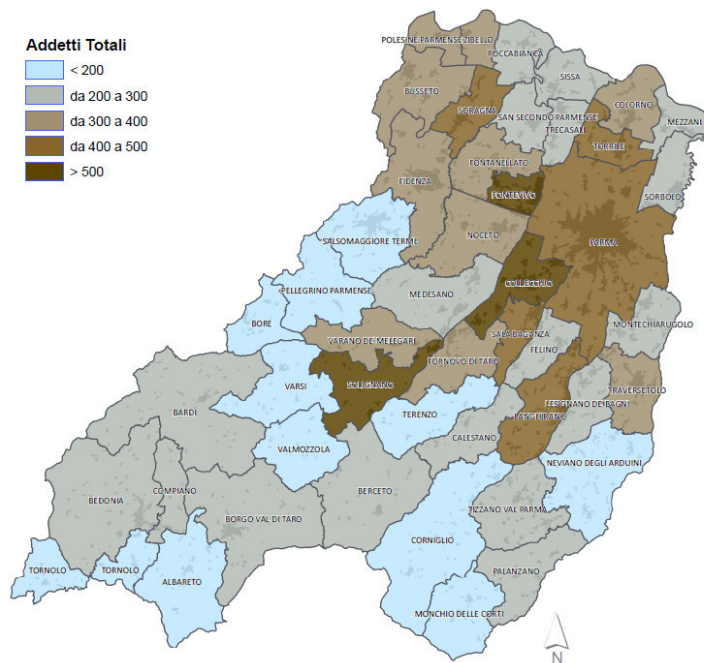 Addetti Totali
< 200
da 200 a 300
da 300 a 400
da 400 a 500
> 500
POLESINE PARMENSE
ZIBELLO
ROCCABIANCA
SISSA
BUSSETO
SORAGNA
SAN SECONDO PARMENSE
TRECASALI
COLORNO
MEZZANI
TORRILE
FONTANELLATO
FIDENZA
FONTEVIVO
SORBOLO
SALSOMAGGIORE TERME
NOCETO
PARMA
COLLECCHIO
PELLEGRINO PARMENSE
MEDESANO
BORE
MONTECHIARUGOLO
VARANO DE MELEGARI
SALA BAGANZA
FELINO
FORNOVO DI TARO
VARSI
SOLIGNANO
TRAVERSETOLO
LESIGNANO DE BAGNI
BARDI
TERENZO
LANGHIRANO
CALESTANO
VALMOZZOLA
NEVIANO DEGLI ARDUINI
BEDONIA
COMPIANO
BERCETO
TIZZANO VAL PARMA
BORGO VAL DI TARO
CORNIGLIO
TORNOLO
TORNOLO
ALBARETO
PALANZANO
MONCHIO DELLE CORTI
N